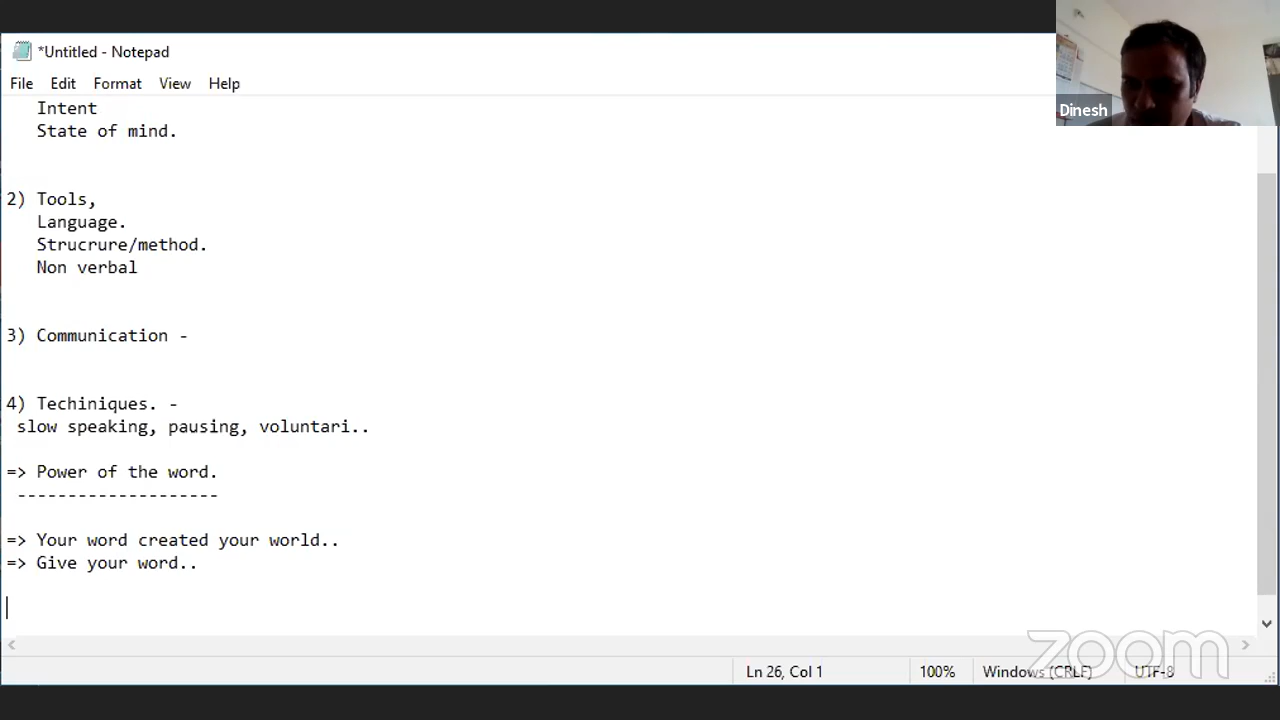 *Untitled - Notepad
File Edit Format View Help
Dinesh
Intent
State of mind.
2) Tools,
Language.
Strucrure/method.
Non verbal
3) Communication -
4) Techiniques. -
slow speaking, pausing, voluntari..
=> Power of the word.
--------------------
=> Your word created your world..
=> Give your word..
zoom
Ln 26, Col 1 100% Windows (CRLF) UTF-8